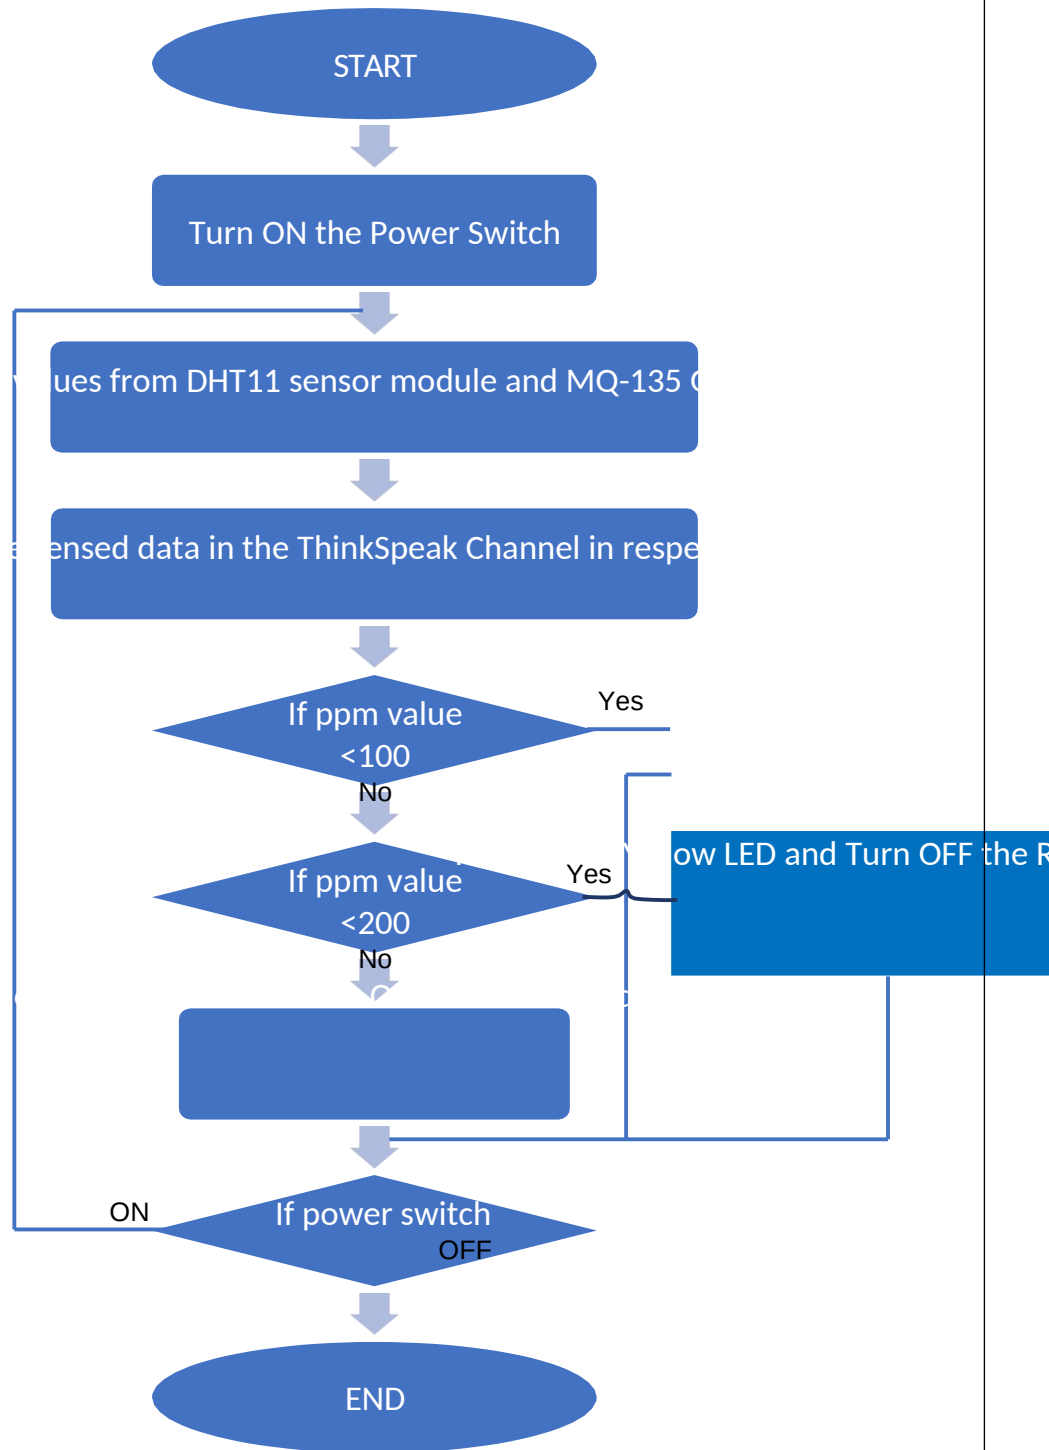 START
Turn ON the Power Switch
ues from DHT11 sensor module and MQ-135
ensed data in the ThinkSpeak Channel in respe
If ppm value
<100
Yes
No
If ppm value
<200
Yes
ow LED and Turn OFF the R
No
If power switch
ON
OFF
END